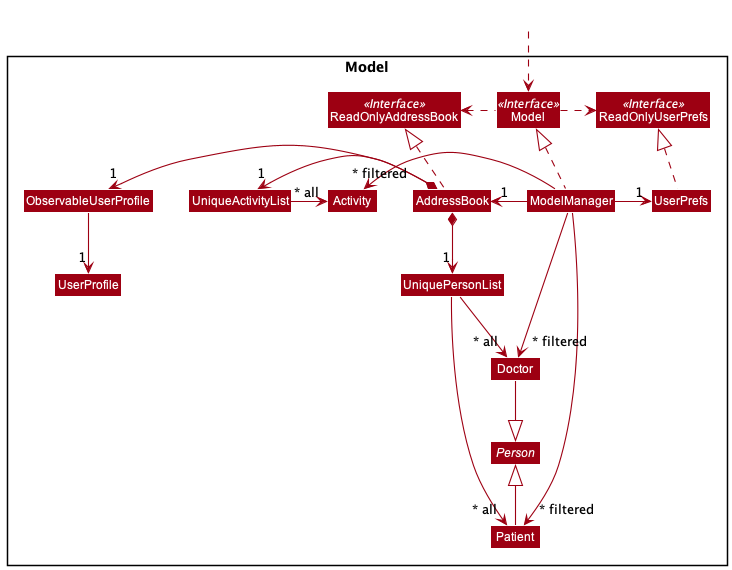 Model
«Interface»
ReadOnlyAddressBook
«Interface»
Model
«Interface»
ReadOnlyUserPrefs
1
1
* filtered
* all
1
1
ObservableUserProfile
UniqueActivityList
Activity
AddressBook
ModelManager
UserPrefs
1
1
UserProfile
UniquePersonList
* all
* filtered
Doctor
Person
* all
* filtered
Patient